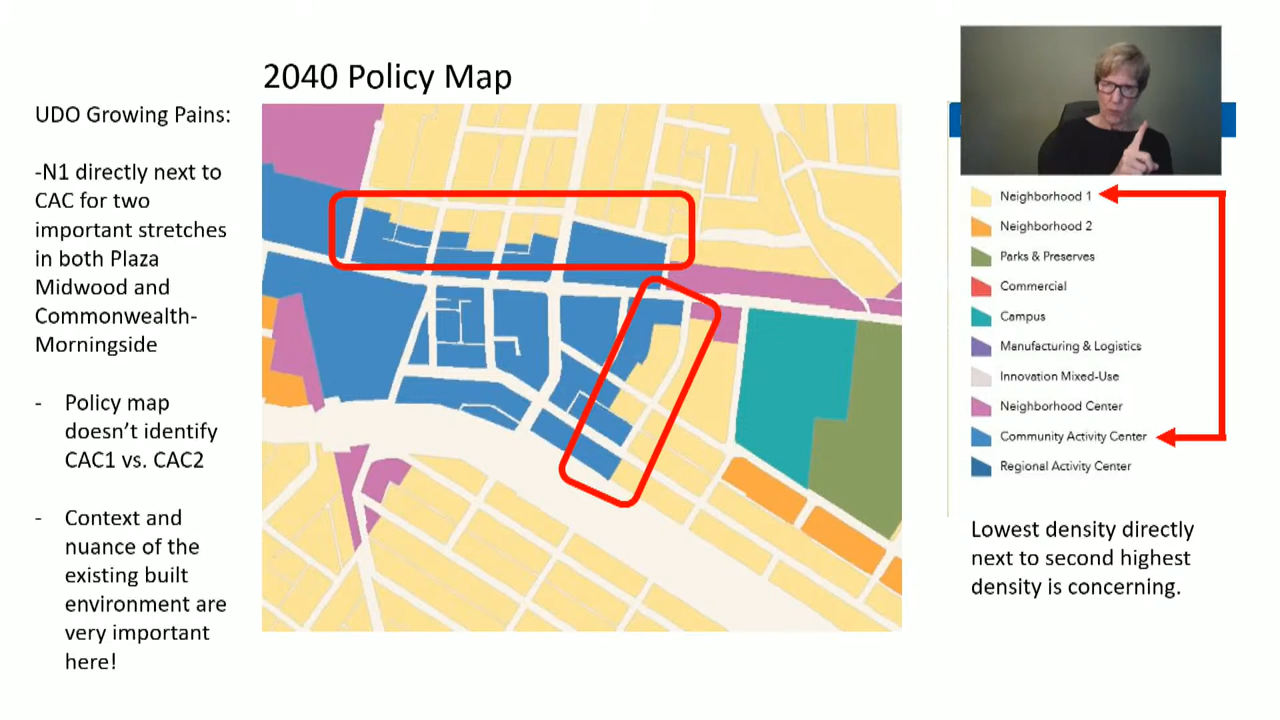 2040 Policy Map
UDO Growing Pains:
-N1 directly next to
CAC for two
important stretches
in both Plaza
Midwood and
Commonwealth-
Morningside
- Policy map
doesn’t identify
CAC1 vs. CAC2
- Context and
nuance of the
existing built
environment are
very important
here!
Neighborhood 1
Neighborhood 2
Parks & Preserves
Commercial
Campus
Manufacturing & Logistics
Innovation Mixed-Use
Neighborhood Center
Community Activity Center
Regional Activity Center
Lowest density directly
next to second highest
density is concerning.